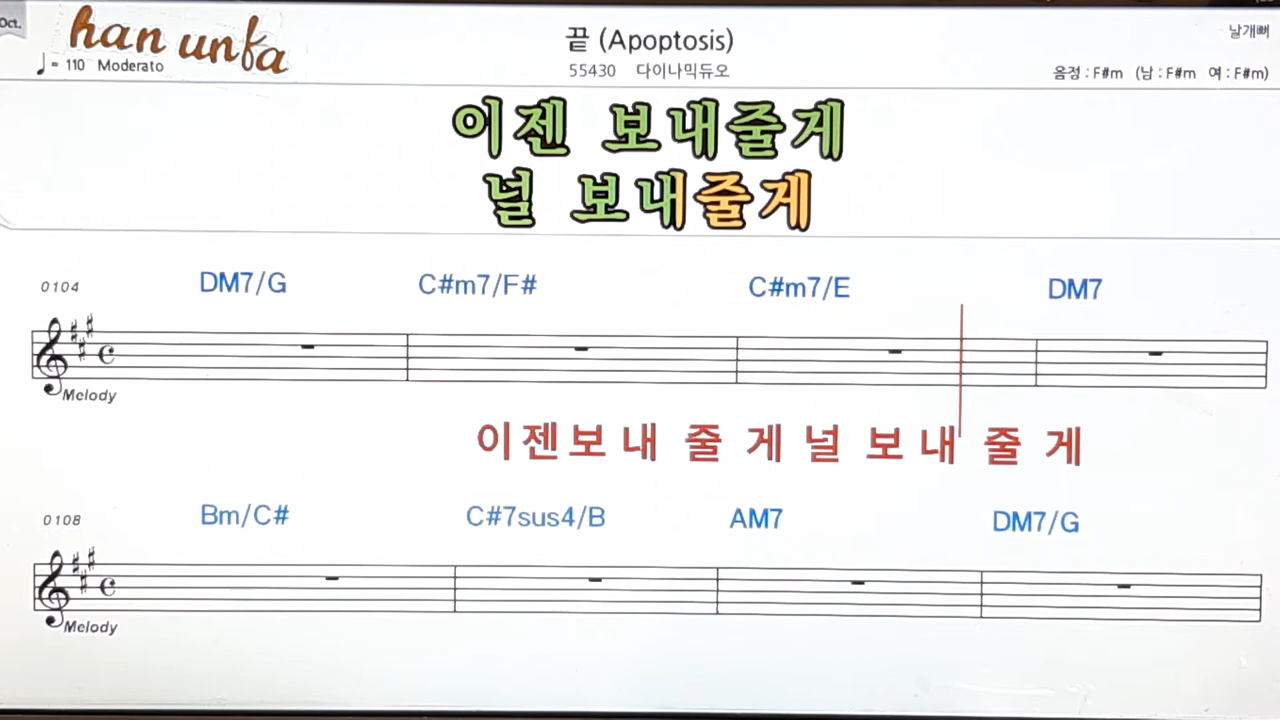 Oct.
han unfa
♩= 110 Moderato
끝 (Apoptosis)
55430 다이나믹듀오
날개뼈
음정 : F#m (남 : F#m 여 : F#m)
이젠 보내줄게
널 보내줄게
0104 DM7/G C#m7/F# C#m7/E DM7
Melody
이 젠 보 내 줄 게 널 보 내 줄 게
0108 Bm/C# C#7sus4/B AM7 DM7/G
Melody